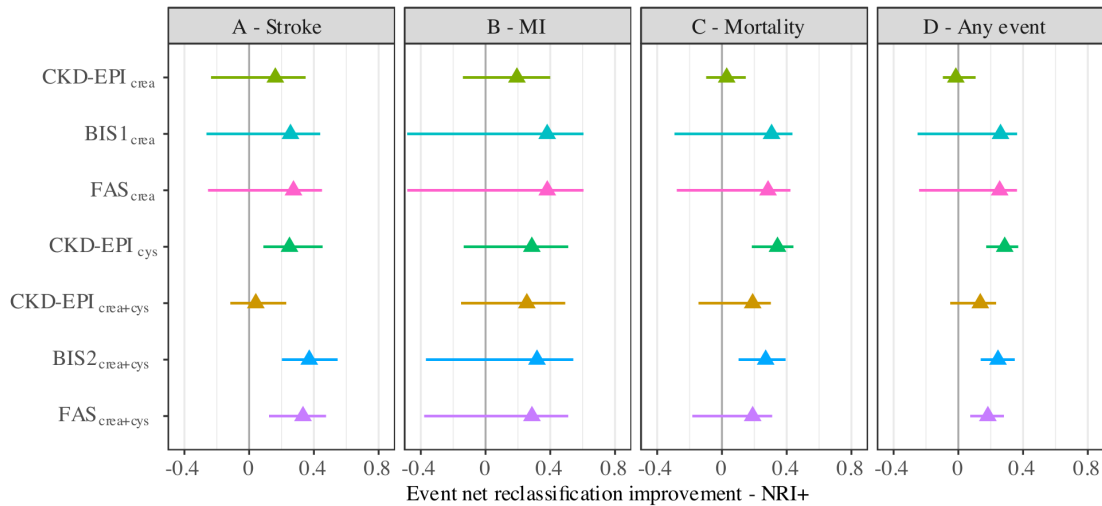 A - Stroke B - MI C - Mortality D - Any event
CKD-EPI crea
BIS1 crea
FAS crea
CKD-EPI cys
CKD-EPI crea+cys
BIS2 crea+cys
FAS crea+cys
-0.4 0 0.4 0.8 -0.4 0 0.4 0.8 -0.4 0 0.4 0.8 -0.4 0 0.4 0.8
Event net reclassification improvement - NRI+